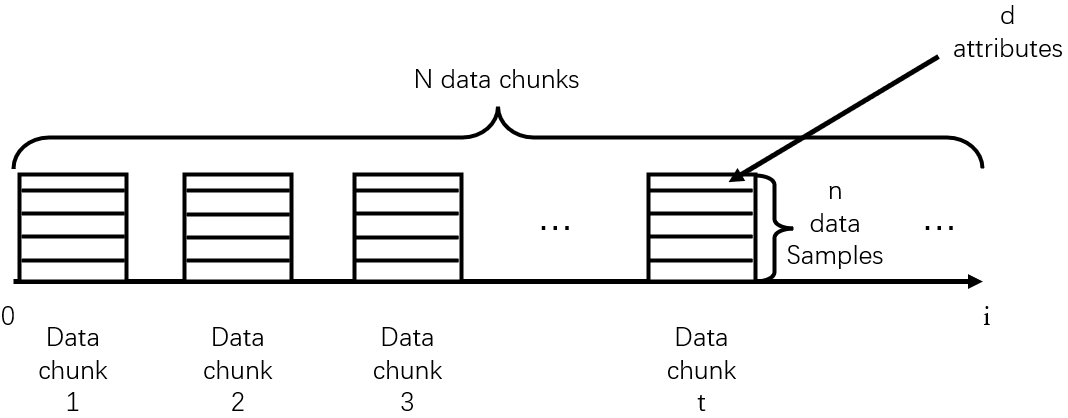 d
attributes
N data chunks
n
data
Samples
...
...
0
i
Data
chunk
1
Data
chunk
2
Data
chunk
3
Data
chunk
t